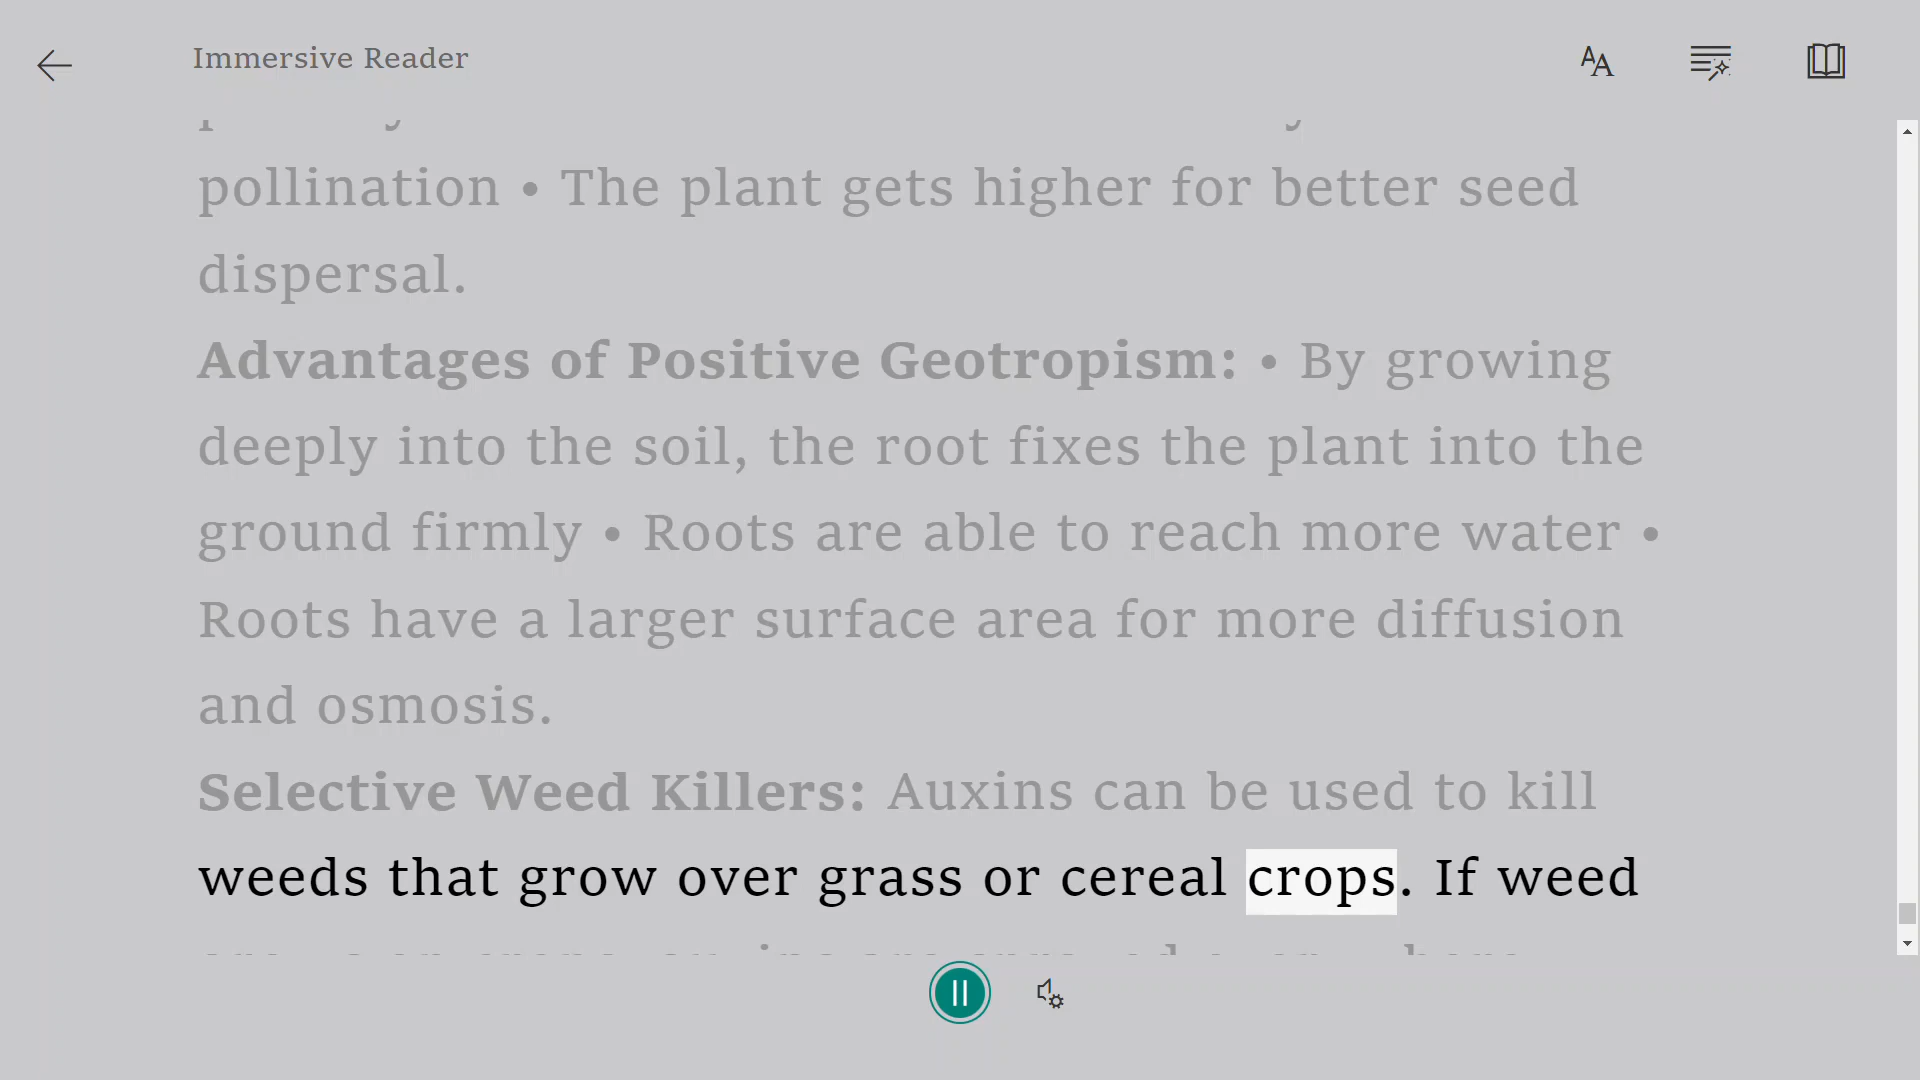 Immersive Reader
pollination • The plant gets higher for better seed
dispersal.
Advantages of Positive Geotropism: • By growing
deeply into the soil, the root fixes the plant into the
ground firmly • Roots are able to reach more water •
Roots have a larger surface area for more diffusion
and osmosis.
Selective Weed Killers: Auxins can be used to kill
weeds that grow over grass or cereal crops. If weed